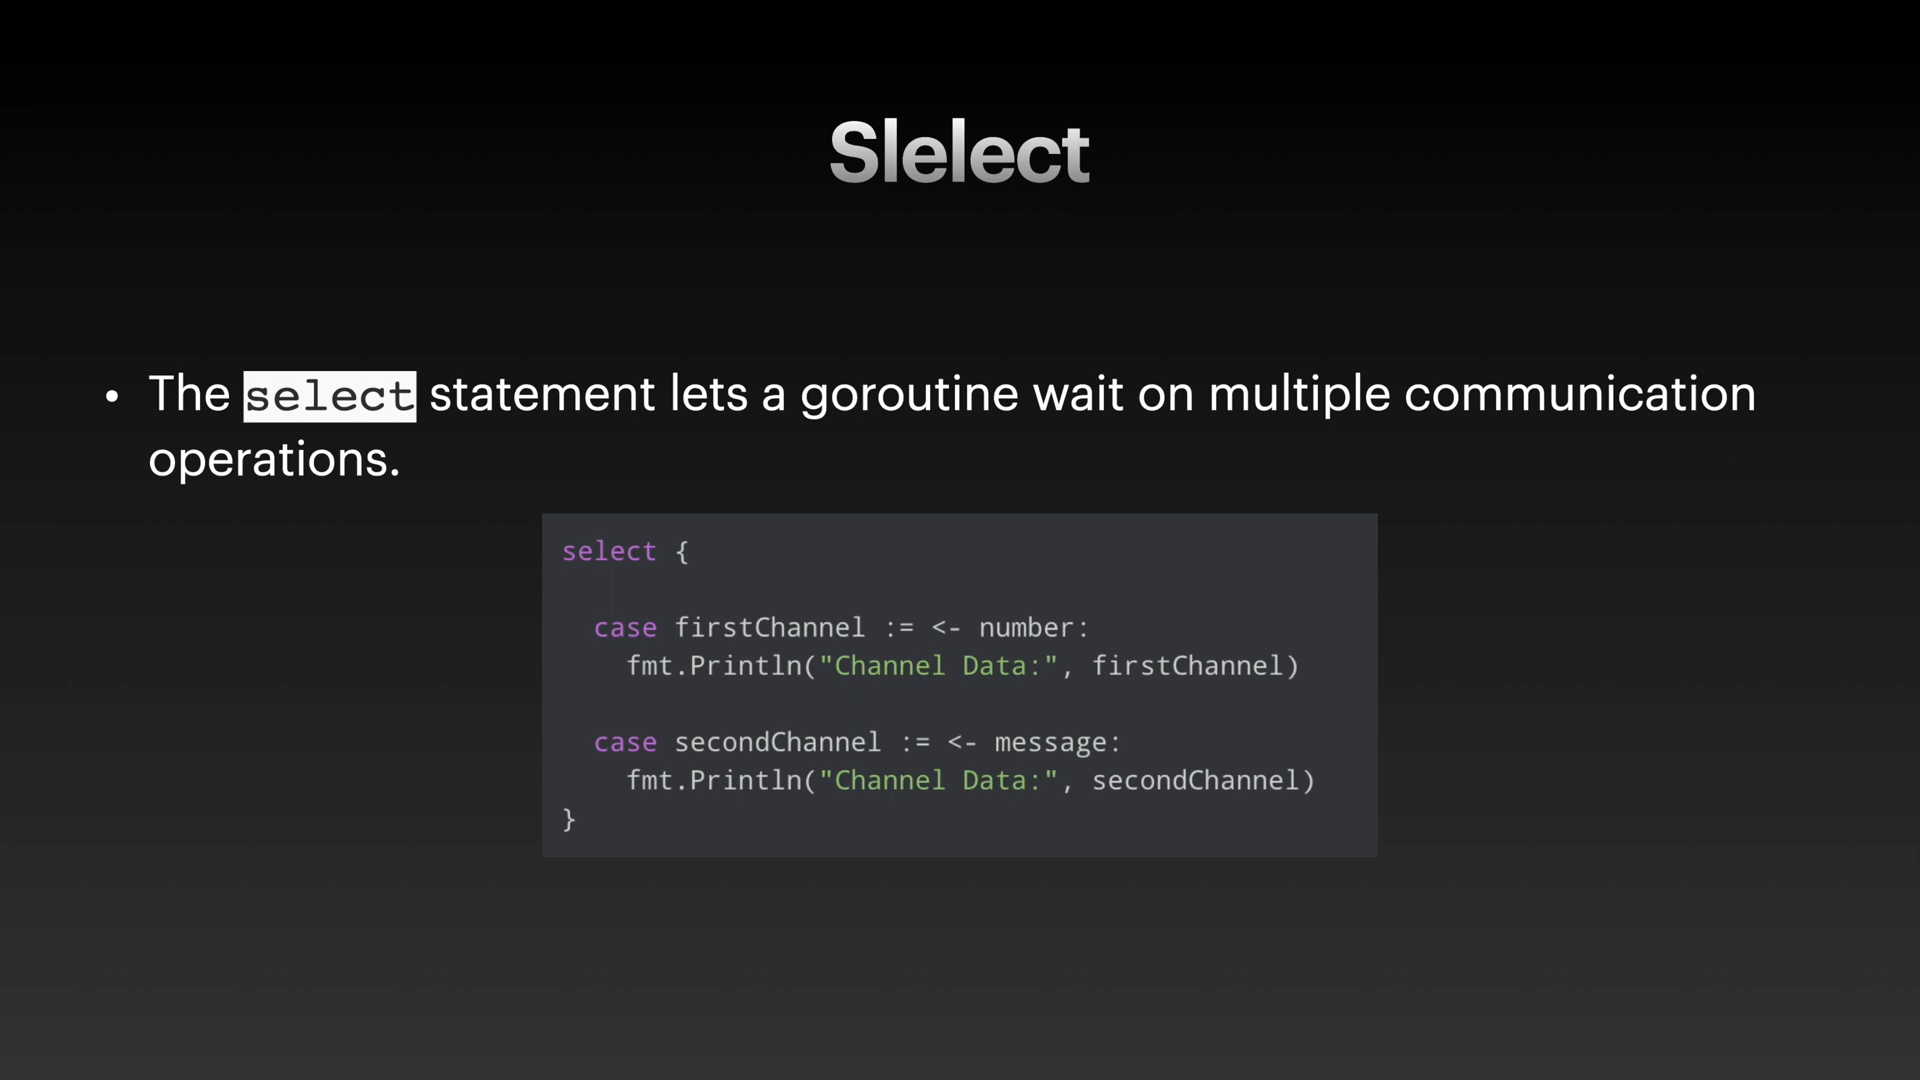 Slelect
• The select statement lets a goroutine wait on multiple communication
operations.
select {
case firstChannel := <- number:
fmt.Println("Channel Data:", firstChannel)
case secondChannel := <- message:
fmt.Println("Channel Data:", secondChannel)
}